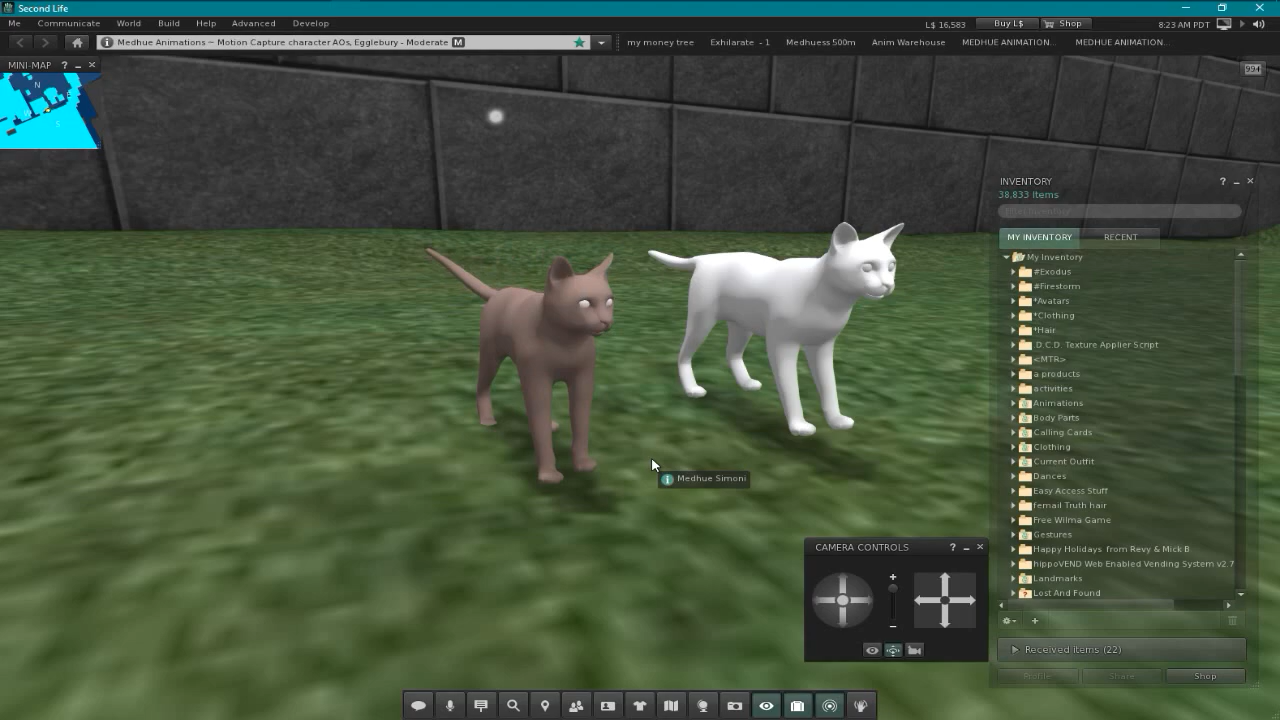 Second Life
Me Communicate World Build Help Advanced Develop
L$ 16,583 Buy L$ Shop 8:23 AM PDT
Medhue Animations ~ Motion Capture character AOs, Egglebury - Moderate M
my money tree Exhilarate - 1 Medhuess 500m Anim Warehouse MEDHUE ANIMATION... MEDHUE ANIMATION...
MINI-MAP ?
994
N
E
S
INVENTORY ?
38,833 Items
Filter Inventory
MY INVENTORY RECENT
My Inventory
#Exodus
#Firestorm
*Avatars
*Clothing
*Hair
.D.C.D. Texture Applier Script
<MTR>
a products
activities
Animations
Body Parts
Calling Cards
Clothing
Current Outfit
Dances
Easy Access Stuff
femail Truth hair
Free Wilma Game
Gestures
Happy Holidays from Revy & Mick B
hippoVEND Web Enabled Vending System v2.7
Landmarks
Lost And Found
Medhue Simoni
CAMERA CONTROLS ?
Received items (22)
Profile Share Shop